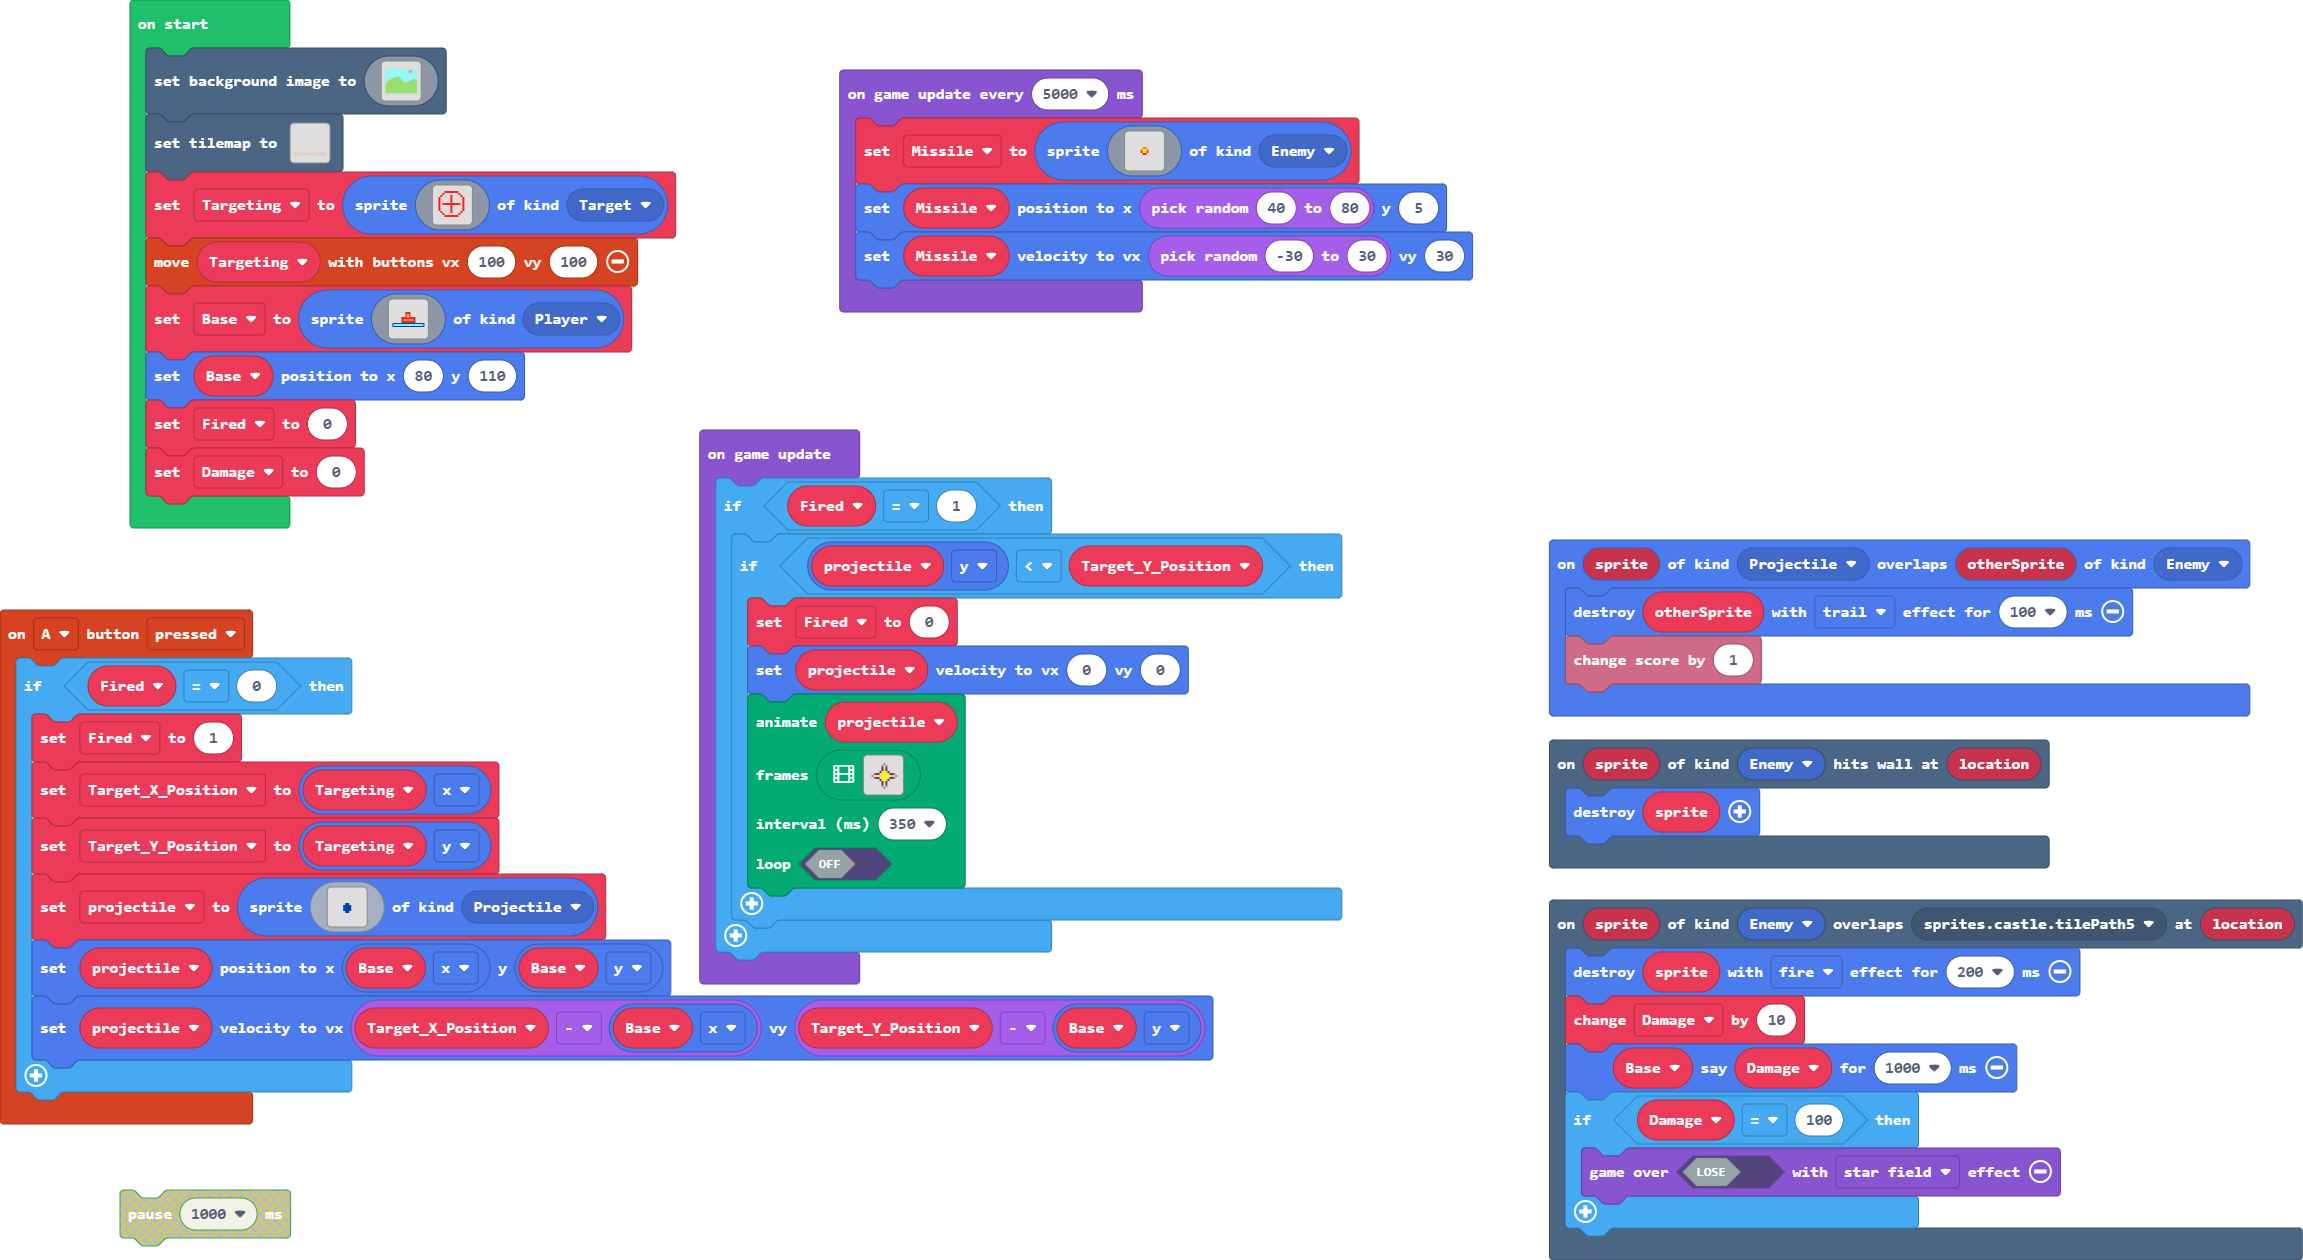 on start
set background image to
set tilemap to
set Targeting to sprite of kind Target
move Targeting with buttons vx 100 vy 100
set Base to sprite of kind Player
set Base position to x 80 y 110
set Fired to 0
set Damage to 0
on game update every 5000 ms
set Missile to sprite of kind Enemy
set Missile position to x pick random 40 to 80 y 5
set Missile velocity to vx pick random -30 to 30 vy 30
on game update
if Fired = 1 then
if projectile y < Target_Y_Position then
set Fired to 0
set projectile velocity to vx 0 vy 0
animate projectile
frames
interval (ms) 350
loop OFF
on A button pressed
if Fired = 0 then
set Fired to 1
set Target_X_Position to Targeting x
set Target_Y_Position to Targeting y
set projectile to sprite of kind Projectile
set projectile position to x Base x y Base y
set projectile velocity to vx Target_X_Position - Base x vy Target_Y_Position - Base y
pause 1000 ms
on sprite of kind Projectile overlaps otherSprite of kind Enemy
destroy otherSprite with trail effect for 100 ms
change score by 1
on sprite of kind Enemy hits wall at location
destroy sprite
on sprite of kind Enemy overlaps sprites.castle.tilePath5 at location
destroy sprite with fire effect for 200 ms
change Damage by 10
Base say Damage for 1000 ms
if Damage = 100 then
game over LOSE with star field effect